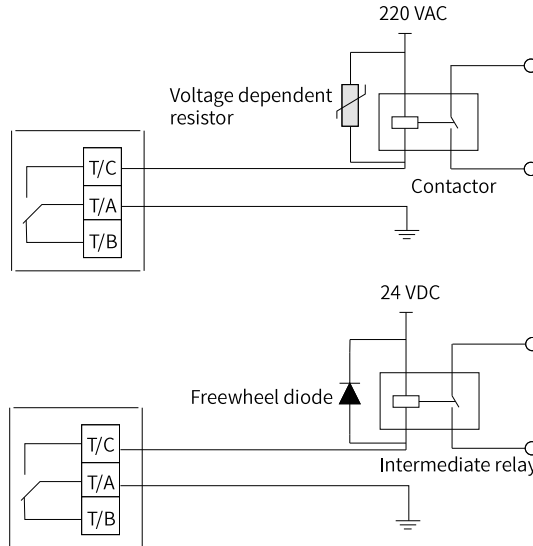 220 VAC
Voltage dependent
resistor
T/C
T/A
T/B
Contactor
24 VDC
Freewheel diode
T/C
T/A
T/B
Intermediate relay